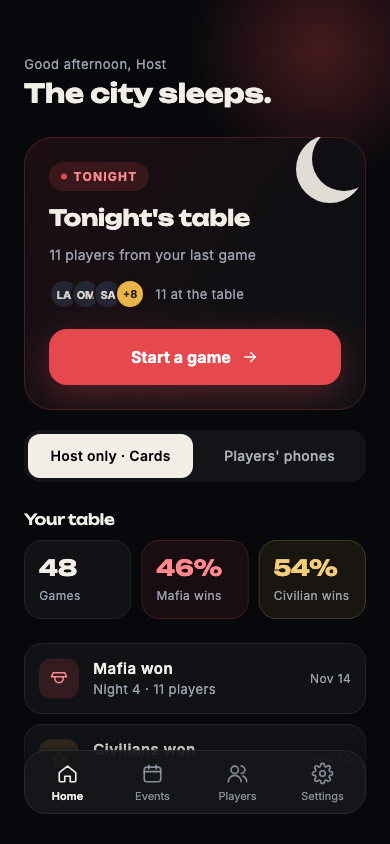 Good afternoon, Host
The city sleeps.
TONIGHT
Tonight's table
11 players from your last game
LA OM SA +8 11 at the table
Start a game →
Host only · Cards Players' phones
Your table
48 46% 54%
Games Mafia wins Civilian wins
Mafia won
Night 4 · 11 players Nov 14
Civilians won
Home Events Players Settings